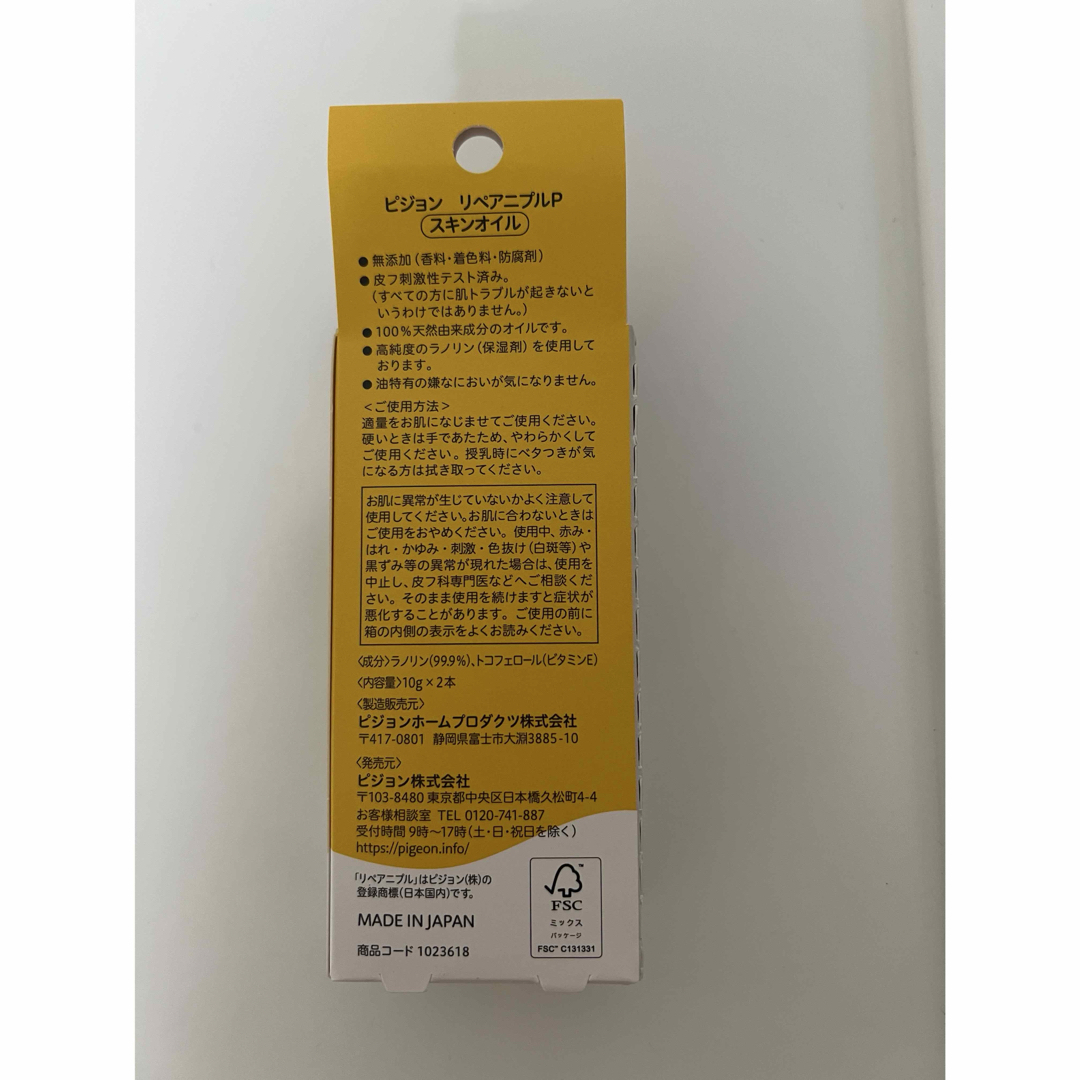 ピジョン　リペアニプルP
スキンオイル
●無添加（香料・着色料・防腐剤）
●皮フ刺激性テスト済み。
（すべての方に肌トラブルが起きないと
いうわけではありません。）
●100％天然由来成分のオイルです。
●高純度のラノリン（保湿剤）を使用して
おります。
●油特有の嫌なにおいが気になりません。
＜ご使用方法＞
適量をお肌になじませてご使用ください。
硬いときは手であたため、やわらかくして
ご使用ください。授乳時にベタつきが気
になる方は拭き取ってください。
お肌に異常が生じていないかよく注意して
使用してください。お肌に合わないときは
ご使用をおやめください。使用中、赤み・
はれ・かゆみ・刺激・色抜け（白斑等）や
黒ずみ等の異常が現れた場合は、使用を
中止し、皮フ科専門医などへご相談くだ
さい。そのまま使用を続けますと症状が
悪化することがあります。ご使用の前に
箱の内側の表示をよくお読みください。
〈成分〉ラノリン（99.9%）、トコフェロール（ビタミンE）
〈内容量〉10g×2本
〈製造販売元〉
ピジョンホームプロダクツ株式会社
〒417-0801 静岡県富士市大淵3885-10
〈発売元〉
ピジョン株式会社
〒103-8480 東京都中央区日本橋久松町4-4
お客様相談室 TEL 0120-741-887
受付時間 9時～17時（土・日・祝日を除く）
https://pigeon.info/
「リペアニプル」はピジョン（株）の
登録商標（日本国内）です。
MADE IN JAPAN
商品コード 1023618
FSC
ミックス
パッケージ
FSC™ C131331